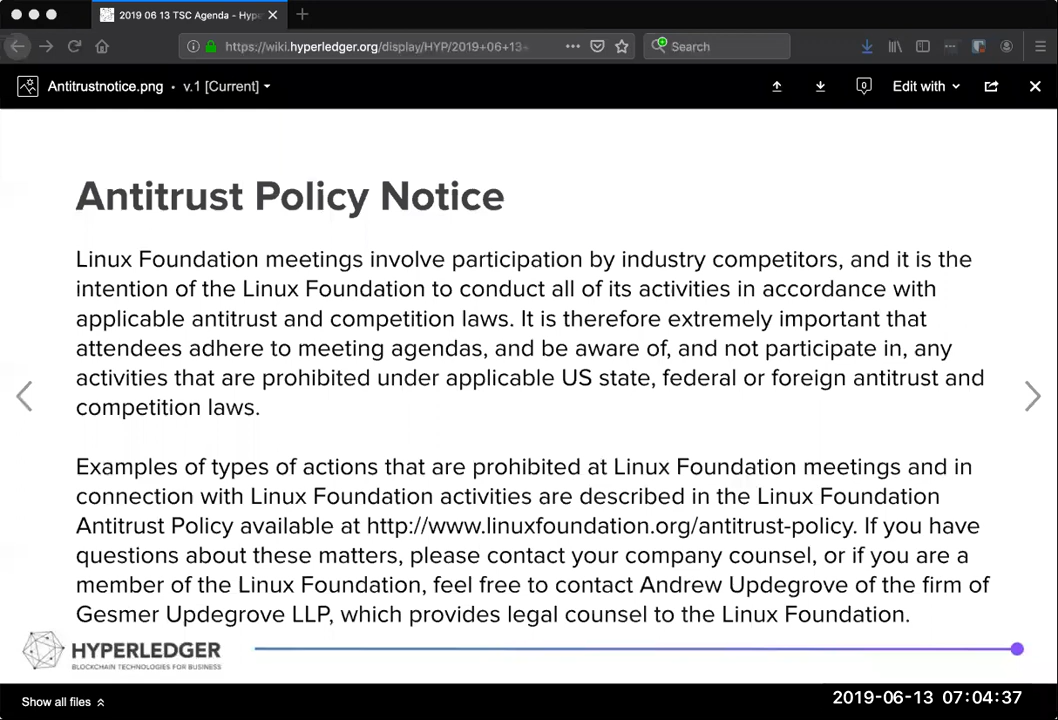 2019 06 13 TSC Agenda - Hype
https://wiki.hyperledger.org/display/HYP/2019+06+13-
Search
Antitrustnotice.png • v.1 [Current]
0
Edit with
Antitrust Policy Notice
Linux Foundation meetings involve participation by industry competitors, and it is the
intention of the Linux Foundation to conduct all of its activities in accordance with
applicable antitrust and competition laws. It is therefore extremely important that
attendees adhere to meeting agendas, and be aware of, and not participate in, any
activities that are prohibited under applicable US state, federal or foreign antitrust and
competition laws.
Examples of types of actions that are prohibited at Linux Foundation meetings and in
connection with Linux Foundation activities are described in the Linux Foundation
Antitrust Policy available at http://www.linuxfoundation.org/antitrust-policy. If you have
questions about these matters, please contact your company counsel, or if you are a
member of the Linux Foundation, feel free to contact Andrew Updegrove of the firm of
Gesmer Updegrove LLP, which provides legal counsel to the Linux Foundation.
HYPERLEDGER
BLOCKCHAIN TECHNOLOGIES FOR BUSINESS
Show all files
2019-06-13 07:04:37